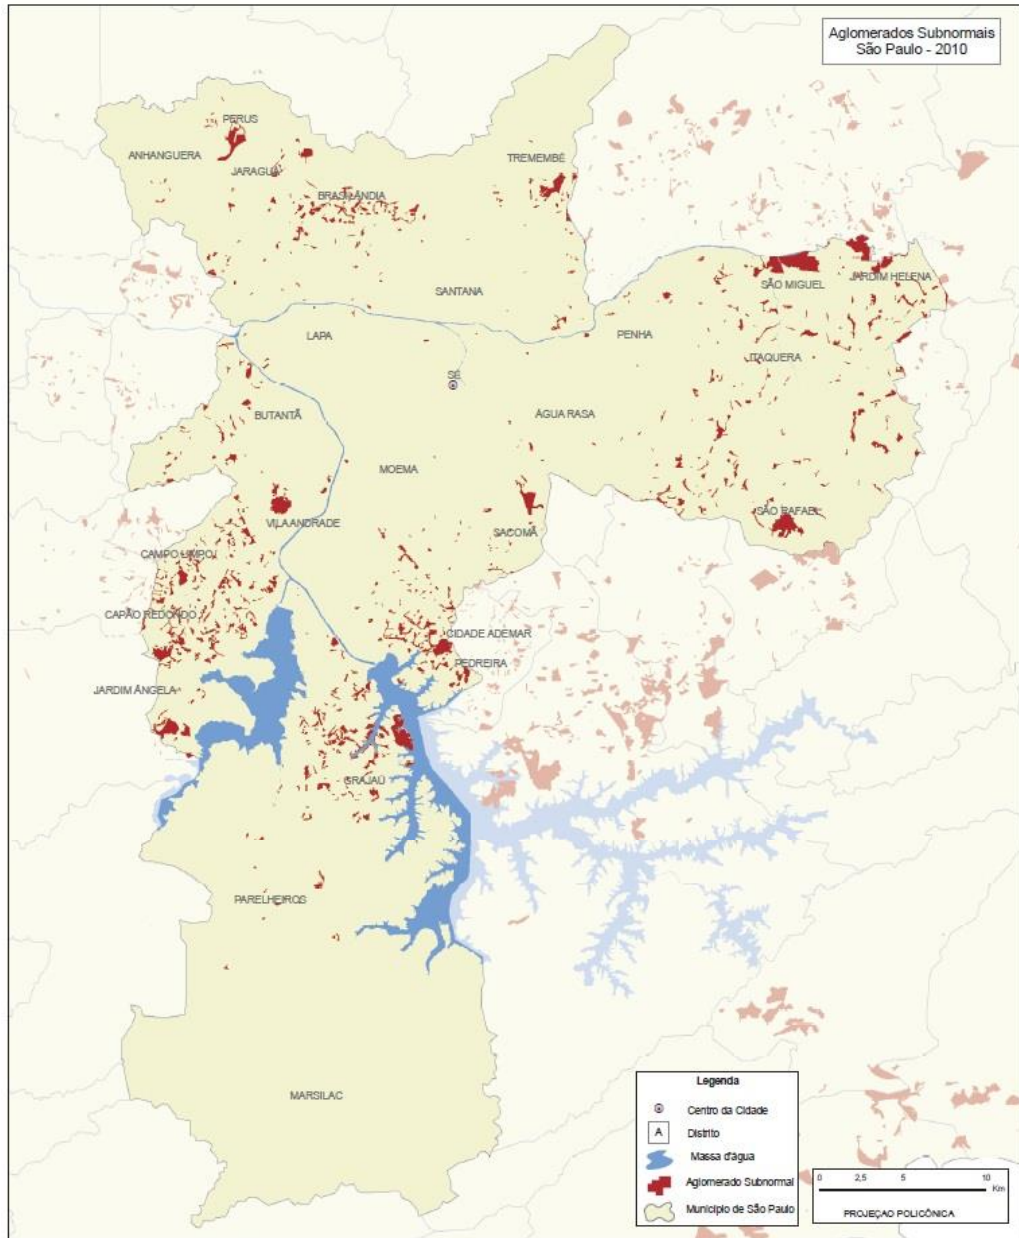 Aglomerados Subnormais
São Paulo - 2010
PERUS
ANHANGUERA
JARAGUÁ
TREMEMBÉ
BRASILÂNDIA
JARDIM HELENA
SÃO MIGUEL
SANTANA
LAPA
PENHA
ITAQUERA
SÉ
BUTANTÃ
ÁGUA RASA
MOEMA
SÃO RAFAEL
VILA ANDRADE
SACOMÃ
CAMPO LIMPO
CAPÃO REDONDO
CIDADE ADEMAR
PEDREIRA
JARDIM ÂNGELA
GRAJAÚ
PARELHEIROS
MARSILAC
Legenda
Centro da Cidade
A Distrito
Massa d'água
Aglomerado Subnormal
Município de São Paulo
0 2,5 5 10
Km
PROJEÇÃO POLICÔNICA